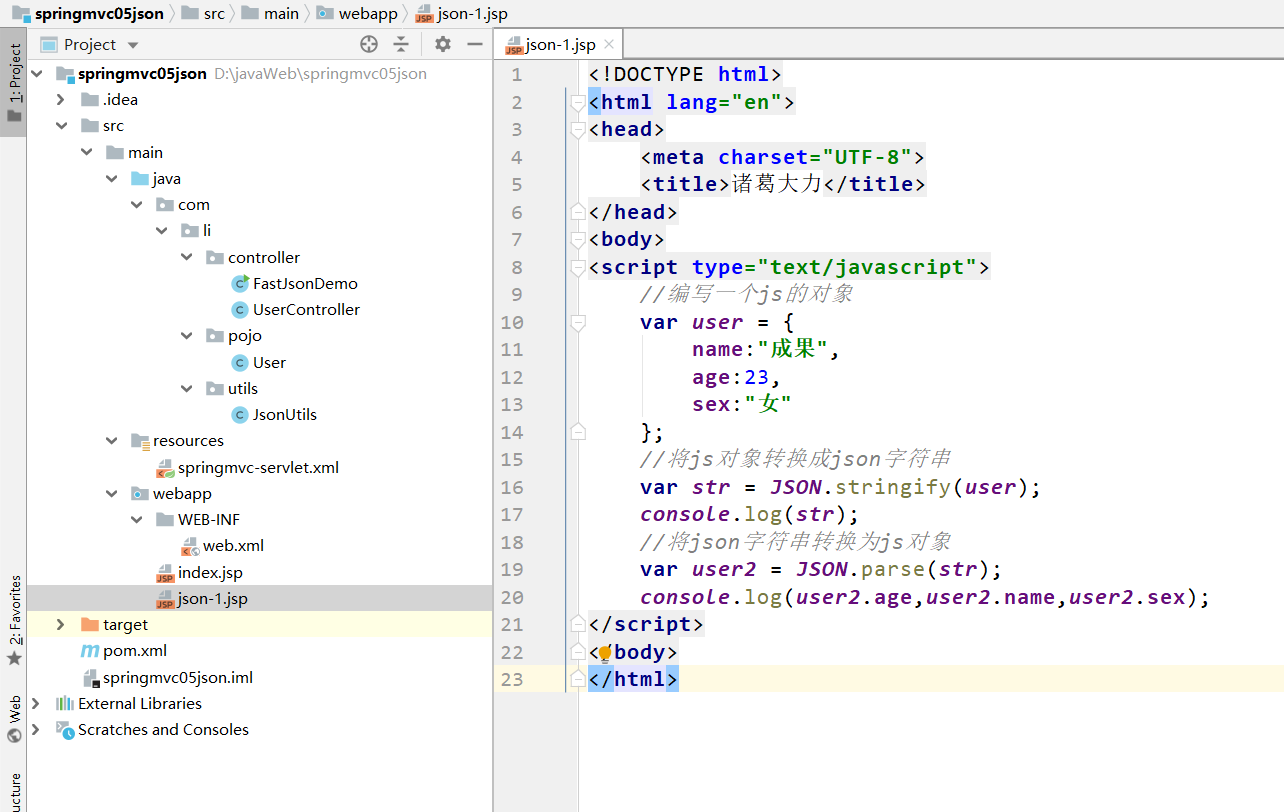 springmvc05json src main webapp json-1.jsp
1: Project
Project
json-1.jsp
springmvc05json D:\javaWeb\springmvc05json
.idea
src
main
java
com
li
controller
FastJsonDemo
UserController
pojo
User
utils
JsonUtils
resources
springmvc-servlet.xml
webapp
WEB-INF
web.xml
index.jsp
json-1.jsp
target
pom.xml
springmvc05json.iml
External Libraries
Scratches and Consoles
2: Favorites
Web
ucture
1 <!DOCTYPE html>
2 <html lang="en">
3 <head>
4 <meta charset="UTF-8">
5 <title>诸葛大力</title>
6 </head>
7 <body>
8 <script type="text/javascript">
9 //编写一个js的对象
10 var user = {
11 name:"成果",
12 age:23,
13 sex:"女"
14 };
15 //将js对象转换成json字符串
16 var str = JSON.stringify(user);
17 console.log(str);
18 //将json字符串转换为js对象
19 var user2 = JSON.parse(str);
20 console.log(user2.age,user2.name,user2.sex);
21 </script>
22 </body>
23 </html>